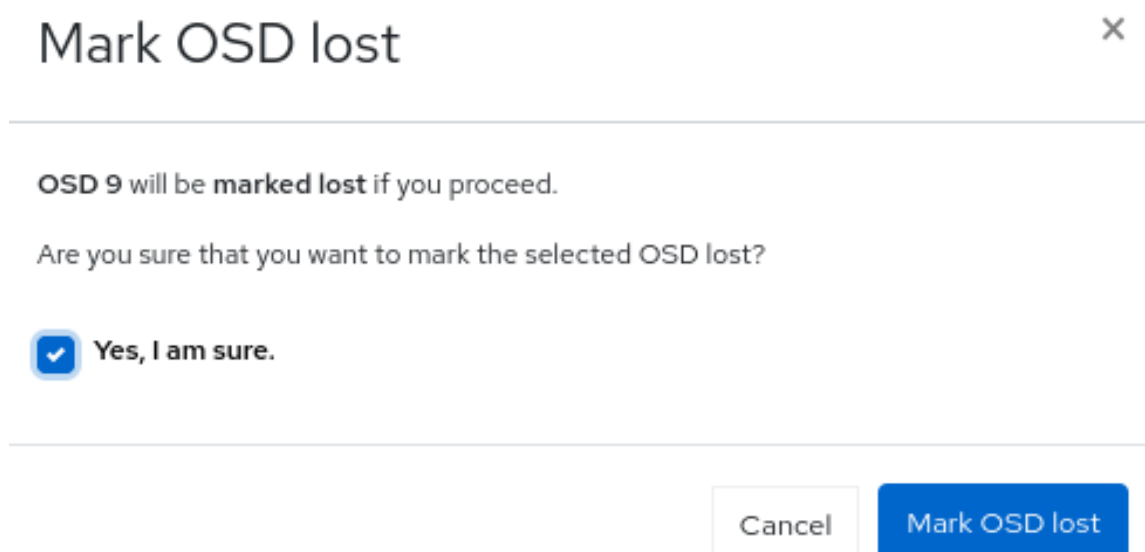 Mark OSD lost
OSD 9 will be marked lost if you proceed.
Are you sure that you want to mark the selected OSD lost?
Yes, I am sure.
Cancel
Mark OSD lost